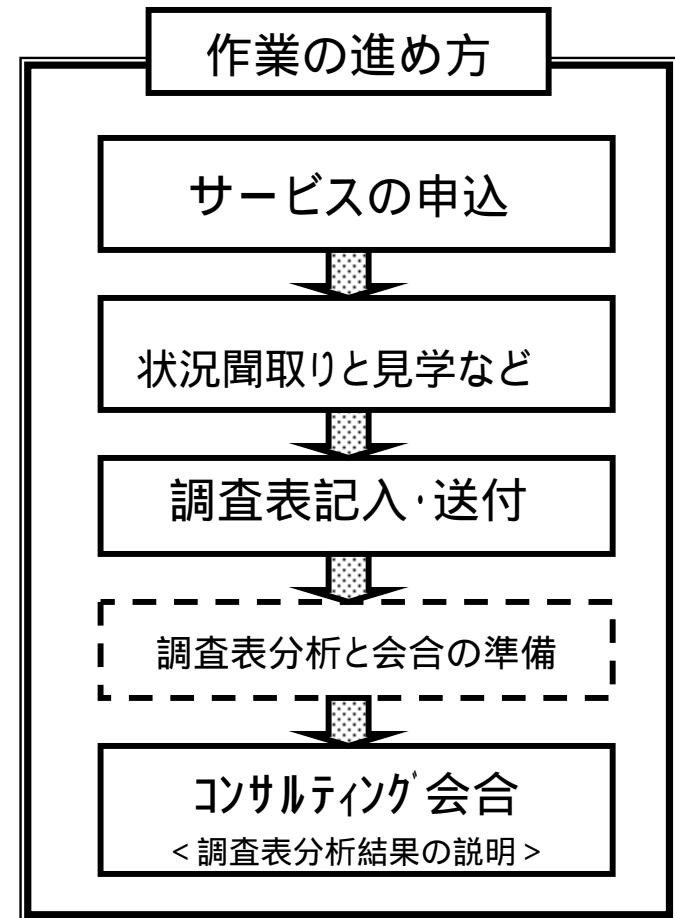 作業の進め方
サービスの申込
状況聞取りと見学など
調査表記入・送付
調査表分析と会合の準備
ｺﾝｻﾙﾃｨﾝｸﾞ会合
<調査表分析結果の説明>